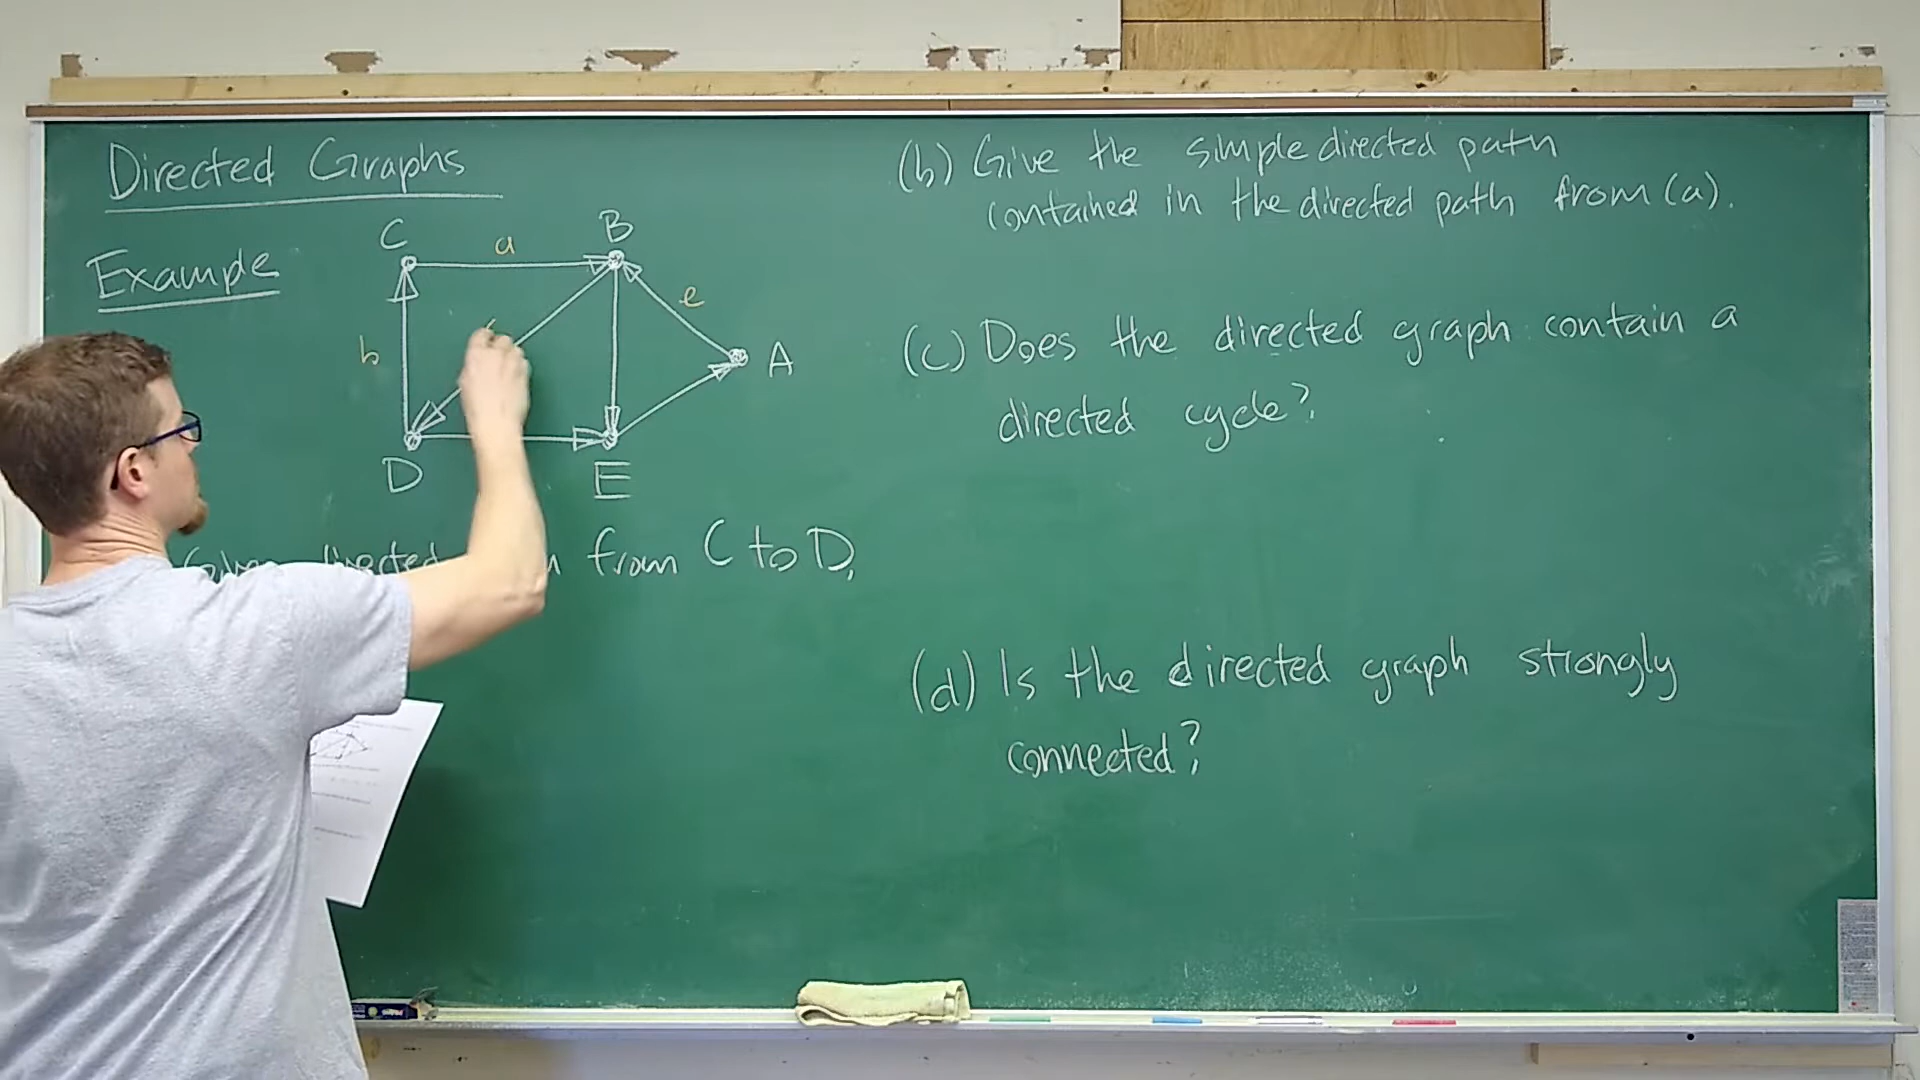 Directed Graphs
Example
C
a
B
e
b
A
D
E
directed from C to D,
(b) Give the simple directed path
contained in the directed path from (a).
(c) Does the directed graph contain a
directed cycle?
(d) Is the directed graph strongly
connected?